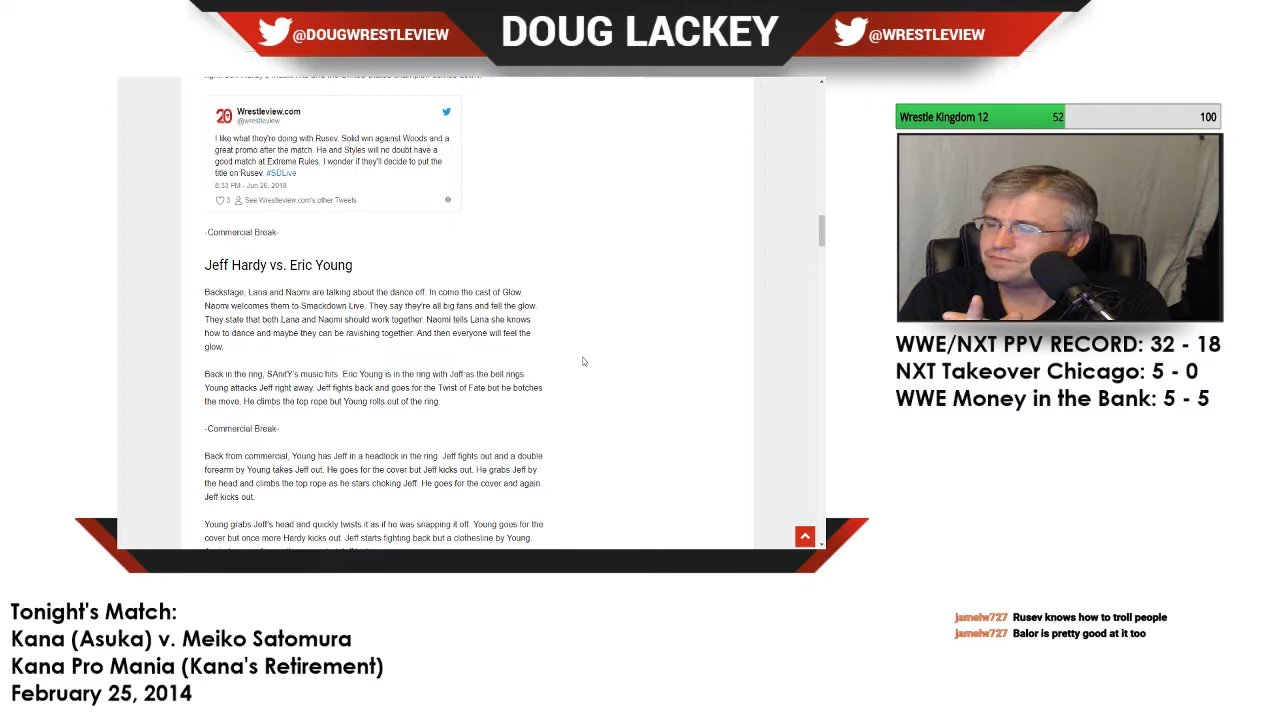 @DOUGWRESTLEVIEW
DOUG LACKEY
@WRESTLEVIEW
20
Wrestleview.com
@wrestleview
I like what they're doing with Rusev. Solid win against Woods and a
great promo after the match. He and Styles will no doubt have a
good match at Extreme Rules. I wonder if they'll decide to put the
title on Rusev. #SDLive
8:33 PM - Jun 26, 2018
3 See Wrestleview.com's other Tweets
-Commercial Break-
Jeff Hardy vs. Eric Young
Backstage, Lana and Naomi are talking about the dance off. In come the cast of Glow.
Naomi welcomes them to Smackdown Live. They say they're all big fans and fell the glow.
They state that both Lana and Naomi should work together. Naomi tells Lana she knows
how to dance and maybe they can be ravishing together. And then everyone will feel the
glow.
Back in the ring, SAnitY's music hits. Eric Young is in the ring with Jeff as the bell rings.
Young attacks Jeff right away. Jeff fights back and goes for the Twist of Fate but he botches
the move. He climbs the top rope but Young rolls out of the ring.
-Commercial Break-
Back from commercial, Young has Jeff in a headlock in the ring. Jeff fights out and a double
forearm by Young takes Jeff out. He goes for the cover but Jeff kicks out. He grabs Jeff by
the head and climbs the top rope as he stars choking Jeff. He goes for the cover and again
Jeff kicks out.
Young grabs Jeff's head and quickly twists it as if he was snapping it off. Young goes for the
cover but once more Hardy kicks out. Jeff starts fighting back but a clothesline by Young.
Wrestle Kingdom 12 52 100
WWE/NXT PPV RECORD: 32 - 18
NXT Takeover Chicago: 5 - 0
WWE Money in the Bank: 5 - 5
Tonight's Match:
Kana (Asuka) v. Meiko Satomura
Kana Pro Mania (Kana's Retirement)
February 25, 2014
jamelw727 Rusev knows how to troll people
jamelw727 Balor is pretty good at it too